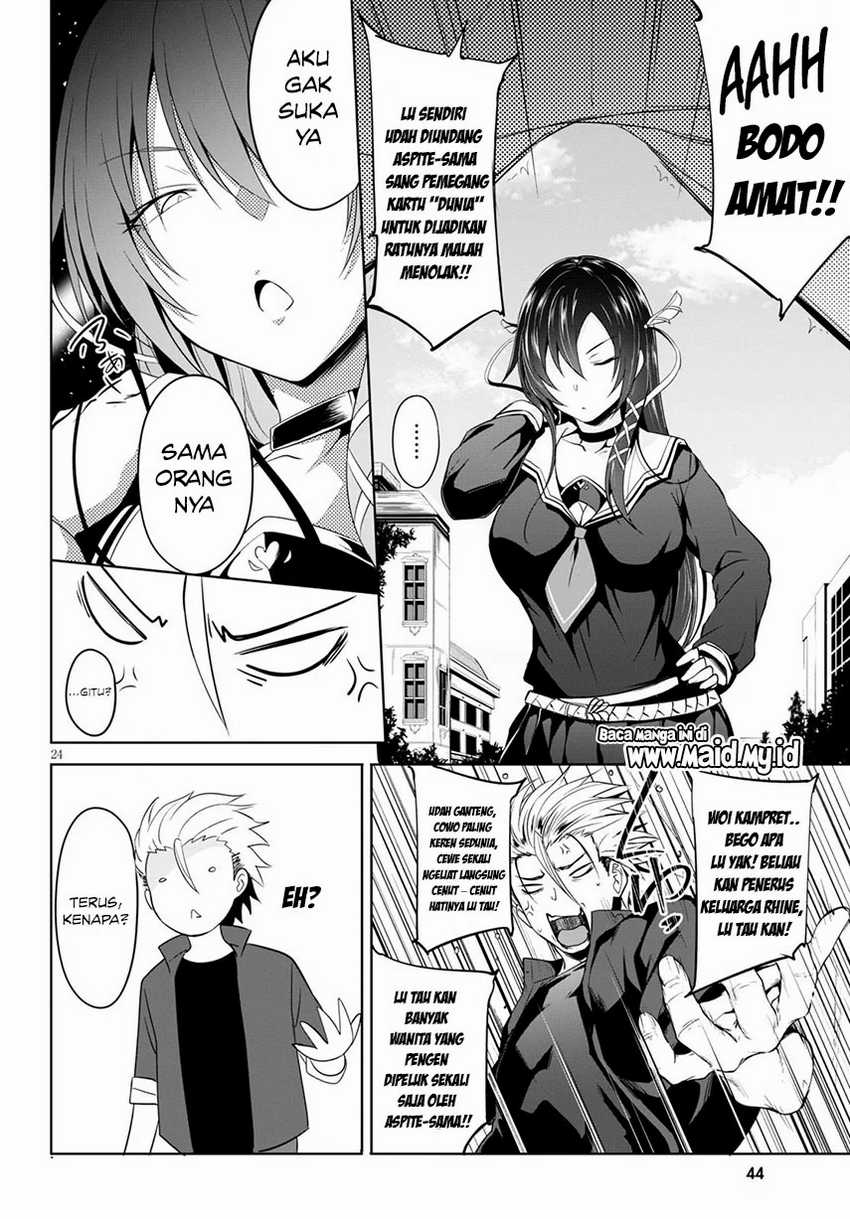 AAHH
BODO
AMAT!!
LU SENDIRI
UDAH DIUNDANG
ASPITE-SAMA
SANG PEMEGANG
KARTU "DUNIA"
UNTUK DIJADIKAN
RATUNYA MALAH
MENOLAK!!
......
AKU
GAK
SUKA
YA
SAMA
ORANG
NYA
...GITU?
24
Baca Manga ini di
www.Maid.My.id
WOI KAMPRET..
BEGO APA
LU YAK! BELIAU
KAN PENERUS
KELUARGA RHINE,
LU TAU KAN!
UDAH GANTENG,
COWO PALING
KEREN SEDUNIA,
CEWE SEKALI
NGELIAT LANGSUNG
CENUT - CENUT
HATINYA LU TAU!
LU TAU KAN
BANYAK
WANITA YANG
PENGEN
DIPELUK SEKALI
SAJA OLEH
ASPITE-SAMA!!
EH?
TERUS,
KENAPA?
44